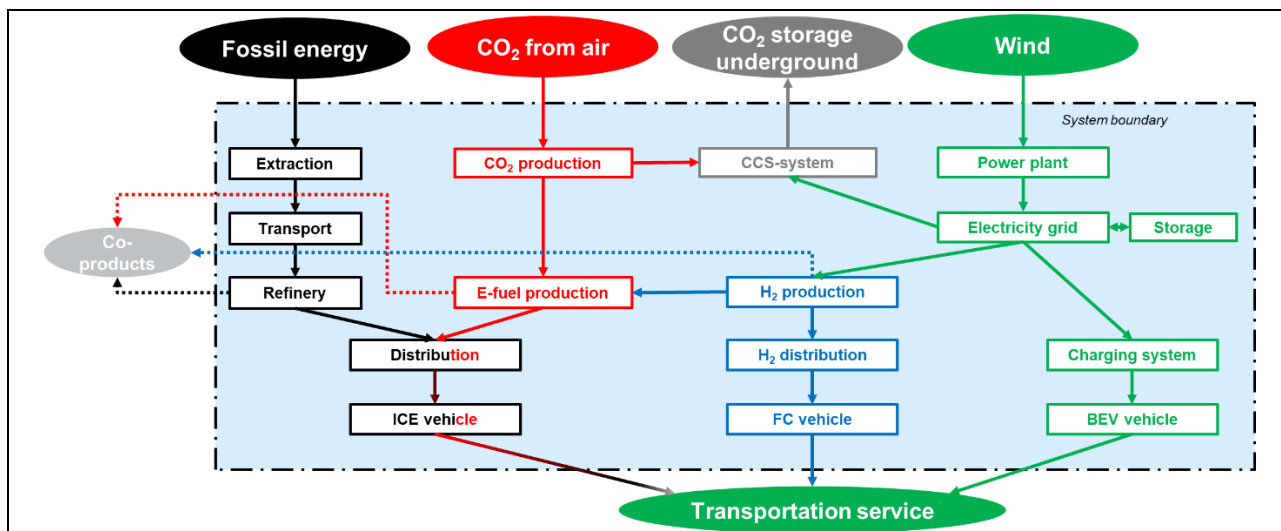 Fossil energy
CO₂ from air
CO₂ storage
underground
Wind
System boundary
Extraction
CO₂ production
CCS-system
Power plant
Transport
Electricity grid
Storage
Co-
products
Refinery
E-fuel production
H₂ production
Distribution
H₂ distribution
Charging system
ICE vehicle
FC vehicle
BEV vehicle
Transportation service